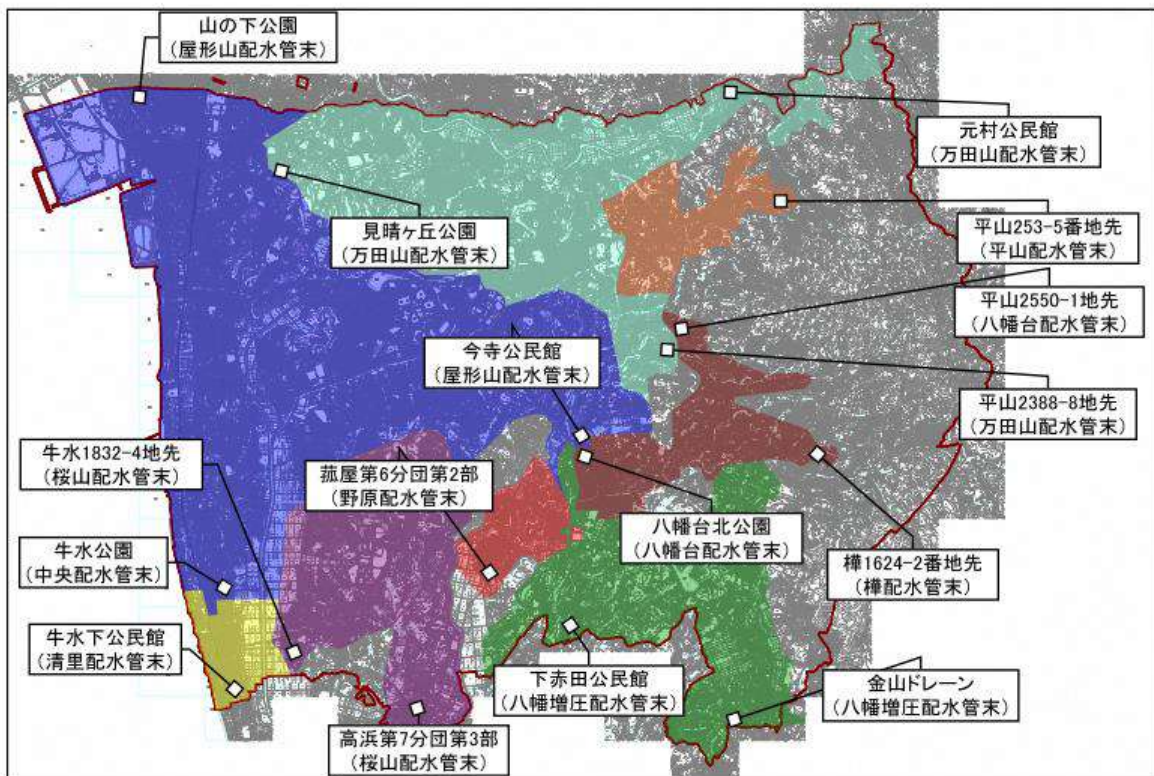 山の下公園
(屋形山配水管末)
元村公民館
(万田山配水管末)
見晴ヶ丘公園
(万田山配水管末)
平山253-5番地先
(平山配水管末)
平山2550-1地先
(八幡台配水管末)
今寺公民館
(屋形山配水管末)
平山2388-8地先
(万田山配水管末)
牛水1832-4地先
(桜山配水管末)
菰屋第6分団第2部
(野原配水管末)
八幡台北公園
(八幡台配水管末)
牛水公園
(中央配水管末)
樺1624-2番地先
(樺配水管末)
牛水下公民館
(清里配水管末)
下赤田公民館
(八幡増圧配水管末)
金山ドレーン
(八幡増圧配水管末)
高浜第7分団第3部
(桜山配水管末)